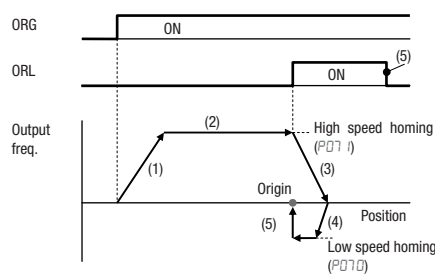 ORG
ON
ORL
ON
(5)
Output
freq.
(2)
High speed homing
(P071)
(1)
(3)
Origin
Position
(5)
(4)
Low speed homing
(P070)